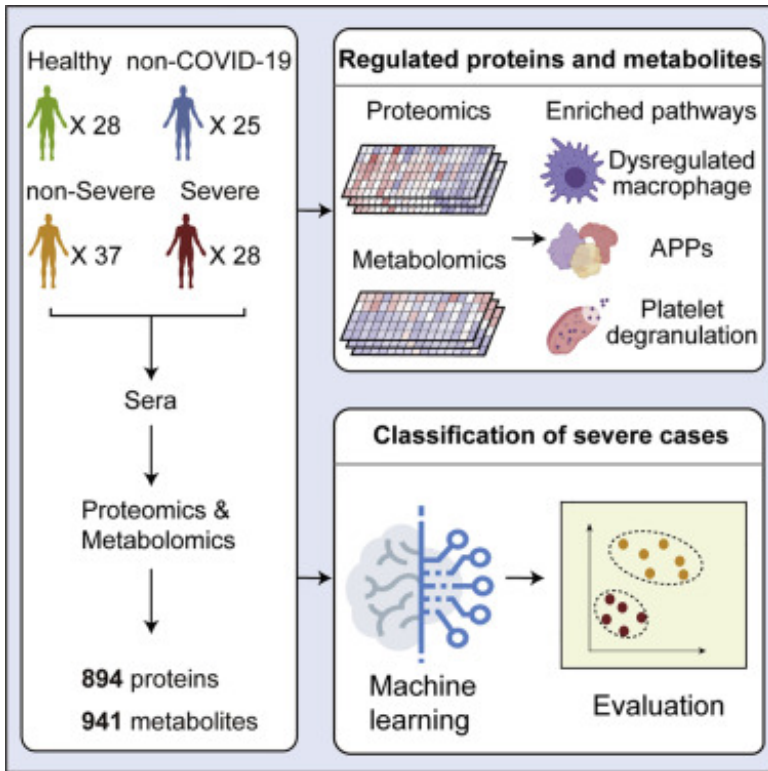 Healthy non-COVID-19
X 28 X 25
non-Severe Severe
X 37 X 28
Sera
Proteomics &
Metabolomics
894 proteins
941 metabolites
Regulated proteins and metabolites
Proteomics Enriched pathways
Dysregulated
macrophage
APPs
Metabolomics
Platelet
degranulation
Classification of severe cases
Machine
learning
Evaluation